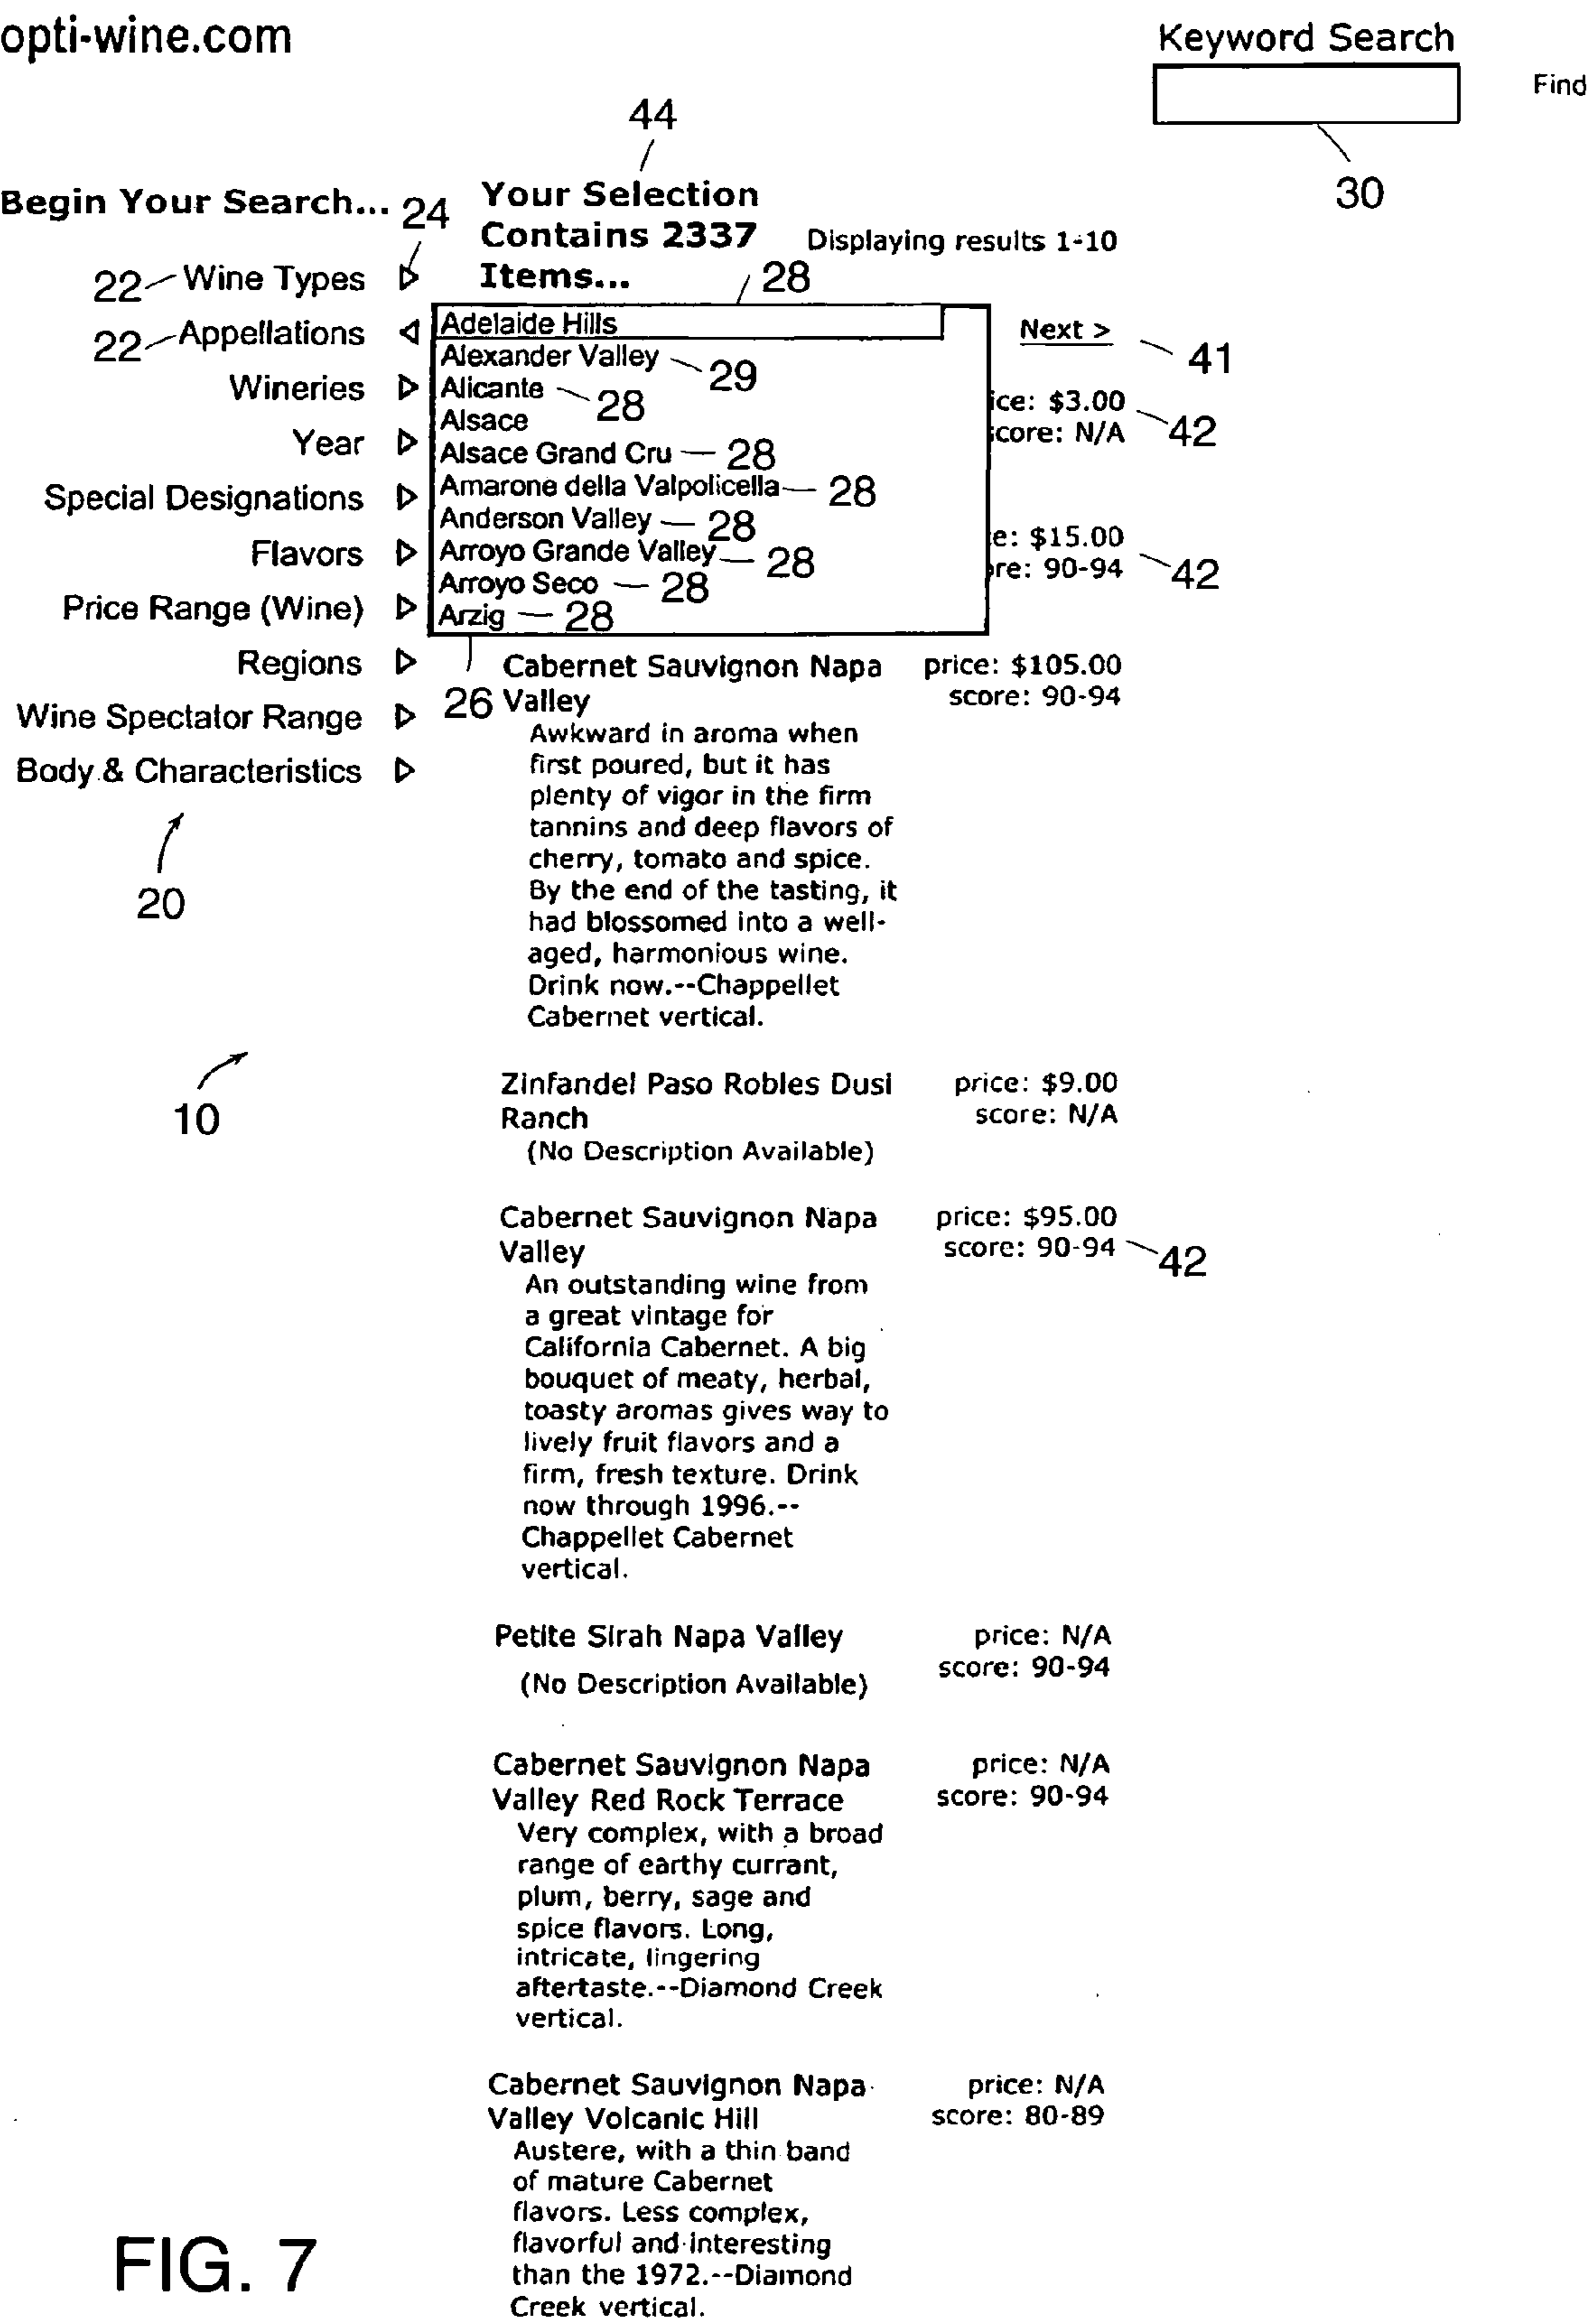 opti-wine.com
Keyword Search
Find
44
30
Begin Your Search...
24
Your Selection
Contains 2337
Items...
Displaying results 1-10
28
22 Wine Types
22 Appellations
Wineries
Year
Special Designations
Flavors
Price Range (Wine)
Regions
Wine Spectator Range
Body & Characteristics
20
10
Adelaide Hills
Alexander Valley 29
Alicante 28
Alsace
Alsace Grand Cru 28
Amarone della Valpolicella 28
Anderson Valley 28
Arroyo Grande Valley 28
Arroyo Seco 28
Arzig 28
26
Next >
41
ice: $3.00
core: N/A
42
e: $15.00
re: 90-94
42
Cabernet Sauvignon Napa
Valley
price: $105.00
score: 90-94
Awkward in aroma when
first poured, but it has
plenty of vigor in the firm
tannins and deep flavors of
cherry, tomato and spice.
By the end of the tasting, it
had blossomed into a well-
aged, harmonious wine.
Drink now.--Chappellet
Cabernet vertical.
Zinfandel Paso Robles Dusi
Ranch
price: $9.00
score: N/A
(No Description Available)
Cabernet Sauvignon Napa
Valley
price: $95.00
score: 90-94
42
An outstanding wine from
a great vintage for
California Cabernet. A big
bouquet of meaty, herbal,
toasty aromas gives way to
lively fruit flavors and a
firm, fresh texture. Drink
now through 1996.--
Chappellet Cabernet
vertical.
Petite Sirah Napa Valley
price: N/A
score: 90-94
(No Description Available)
Cabernet Sauvignon Napa
Valley Red Rock Terrace
price: N/A
score: 90-94
Very complex, with a broad
range of earthy currant,
plum, berry, sage and
spice flavors. Long,
intricate, lingering
aftertaste.--Diamond Creek
vertical.
Cabernet Sauvignon Napa
Valley Volcanic Hill
price: N/A
score: 80-89
Austere, with a thin band
of mature Cabernet
flavors. Less complex,
flavorful and interesting
than the 1972.--Diamond
Creek vertical.
FIG. 7